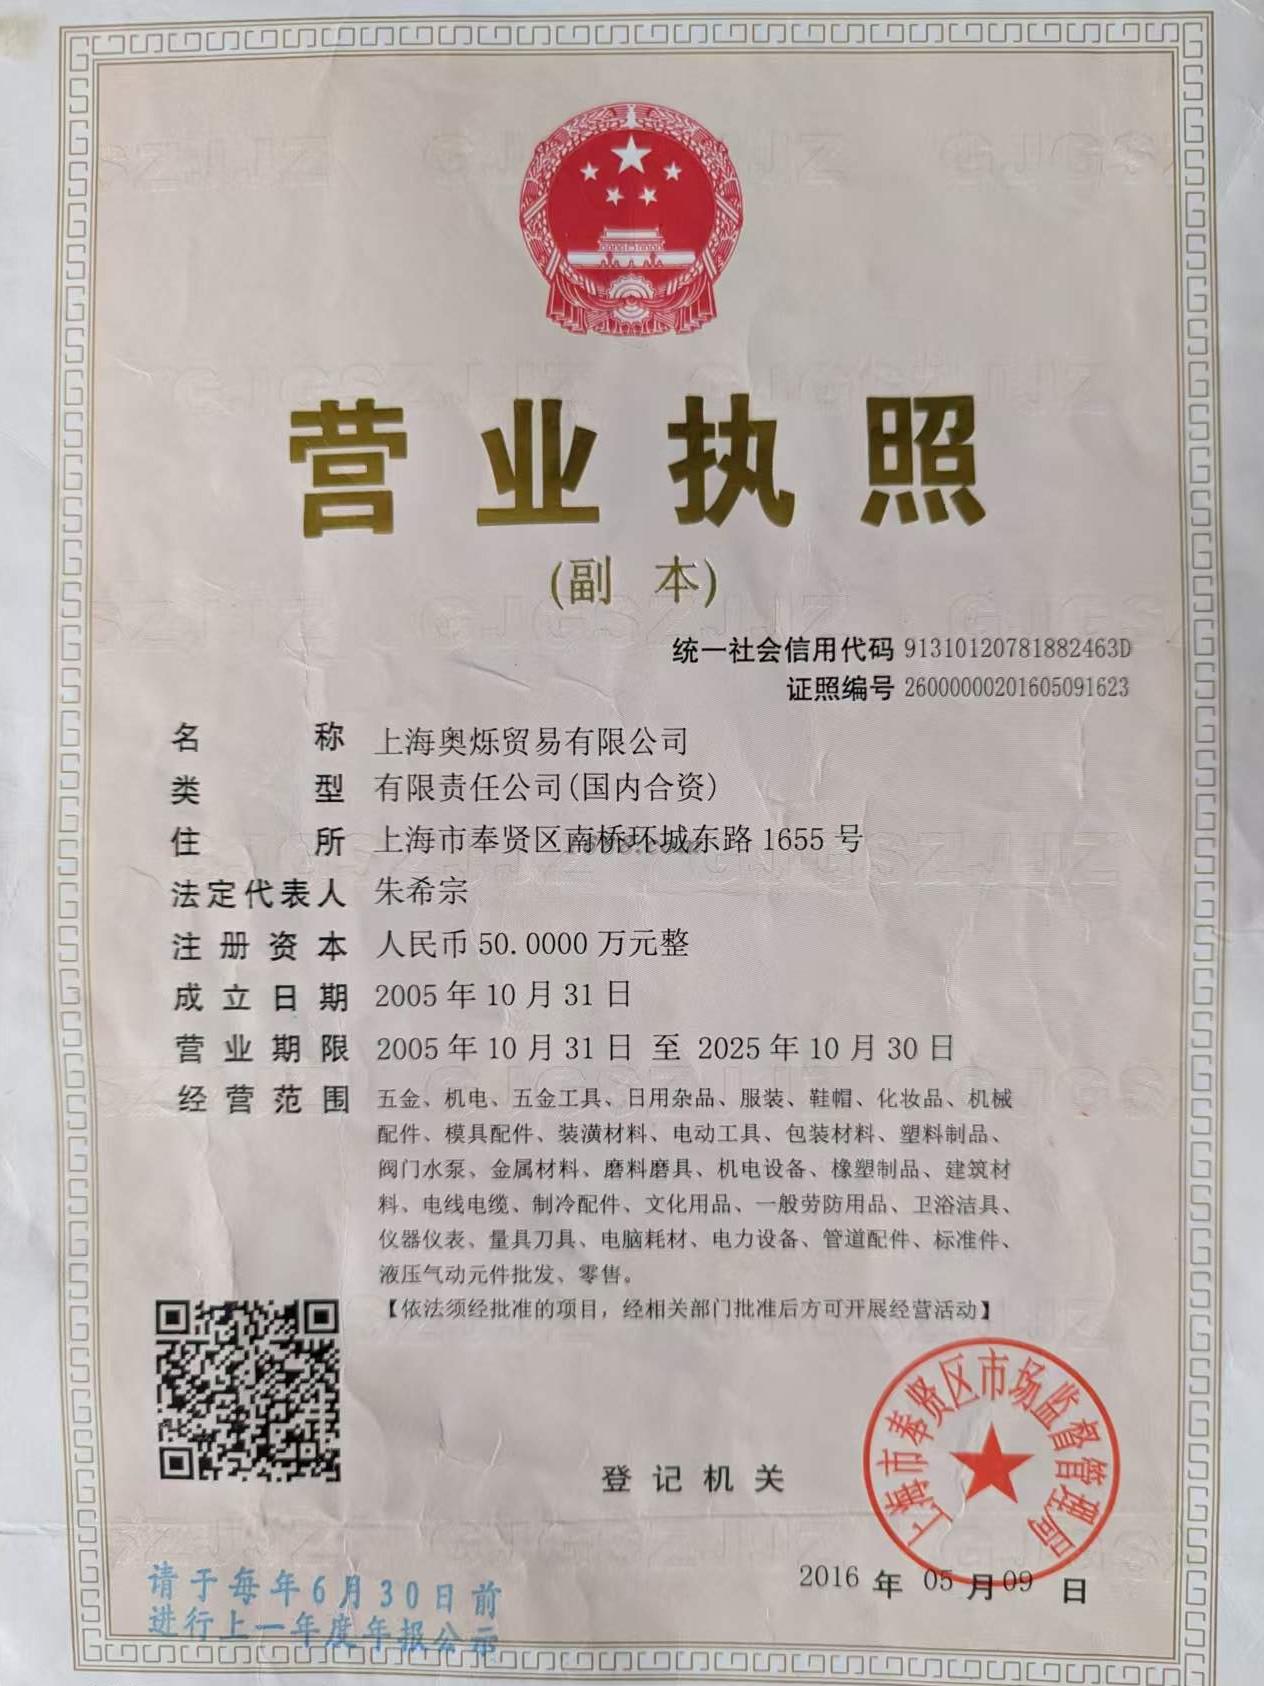 营业执照
(副 本)
统一社会信用代码 91310120781882463D
证照编号 26000000201605091623
名称 上海奥烁贸易有限公司
类型 有限责任公司(国内合资)
住所 上海市奉贤区南桥环城东路 1655 号
法定代表人 朱希宗
注册资本 人民币 50.0000 万元整
成立日期 2005 年 10 月 31 日
营业期限 2005 年 10 月 31 日 至 2025 年 10 月 30 日
经营范围 五金、机电、五金工具、日用杂品、服装、鞋帽、化妆品、机械
配件、模具配件、装潢材料、电动工具、包装材料、塑料制品、
阀门水泵、金属材料、磨料磨具、机电设备、橡塑制品、建筑材
料、电线电缆、制冷配件、文化用品、一般劳防用品、卫浴洁具、
仪器仪表、量具刀具、电脑耗材、电力设备、管道配件、标准件、
液压气动元件批发、零售。
【依法须经批准的项目，经相关部门批准后方可开展经营活动】
登记机关
上海市奉贤区市场监督管理局
2016 年 05 月 09 日
请于每年6月30日前
进行上一年度年报公示